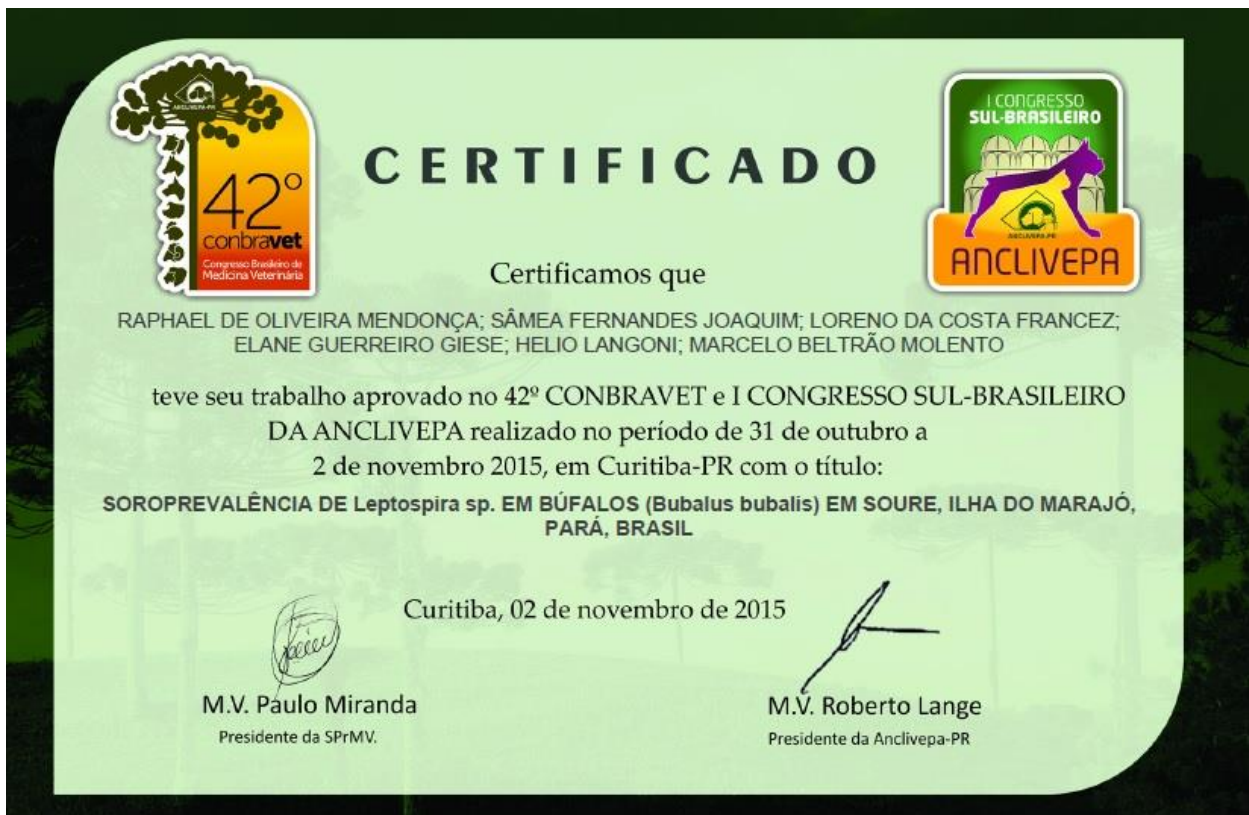 CERTIFICADO
ANCLIVEPA-PR
42º
conbravet
Congresso Brasileiro de
Medicina Veterinária
I CONGRESSO
SUL-BRASILEIRO
ANCLIVEPA-PR
ANCLIVEPA
Certificamos que
RAPHAEL DE OLIVEIRA MENDONÇA; SÂMEA FERNANDES JOAQUIM; LORENO DA COSTA FRANCEZ;
ELANE GUERREIRO GIESE; HELIO LANGONI; MARCELO BELTRÃO MOLENTO
teve seu trabalho aprovado no 42º CONBRAVET e I CONGRESSO SUL-BRASILEIRO
DA ANCLIVEPA realizado no período de 31 de outubro a
2 de novembro 2015, em Curitiba-PR com o título:
SOROPREVALÊNCIA DE Leptospira sp. EM BÚFALOS (Bubalus bubalis) EM SOURE, ILHA DO MARAJÓ,
PARÁ, BRASIL
Curitiba, 02 de novembro de 2015
M.V. Paulo Miranda
Presidente da SPrMV.
M.V. Roberto Lange
Presidente da Anclivepa-PR